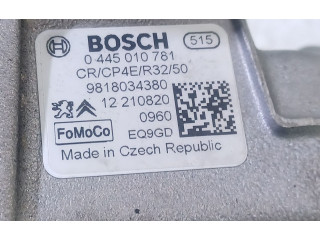 BOSCH 515
0 445 010 781
CR/CP4E/R32/50
9818034380
12 210820
0960
FoMoCo EQ9GD
Made in Czech Republic